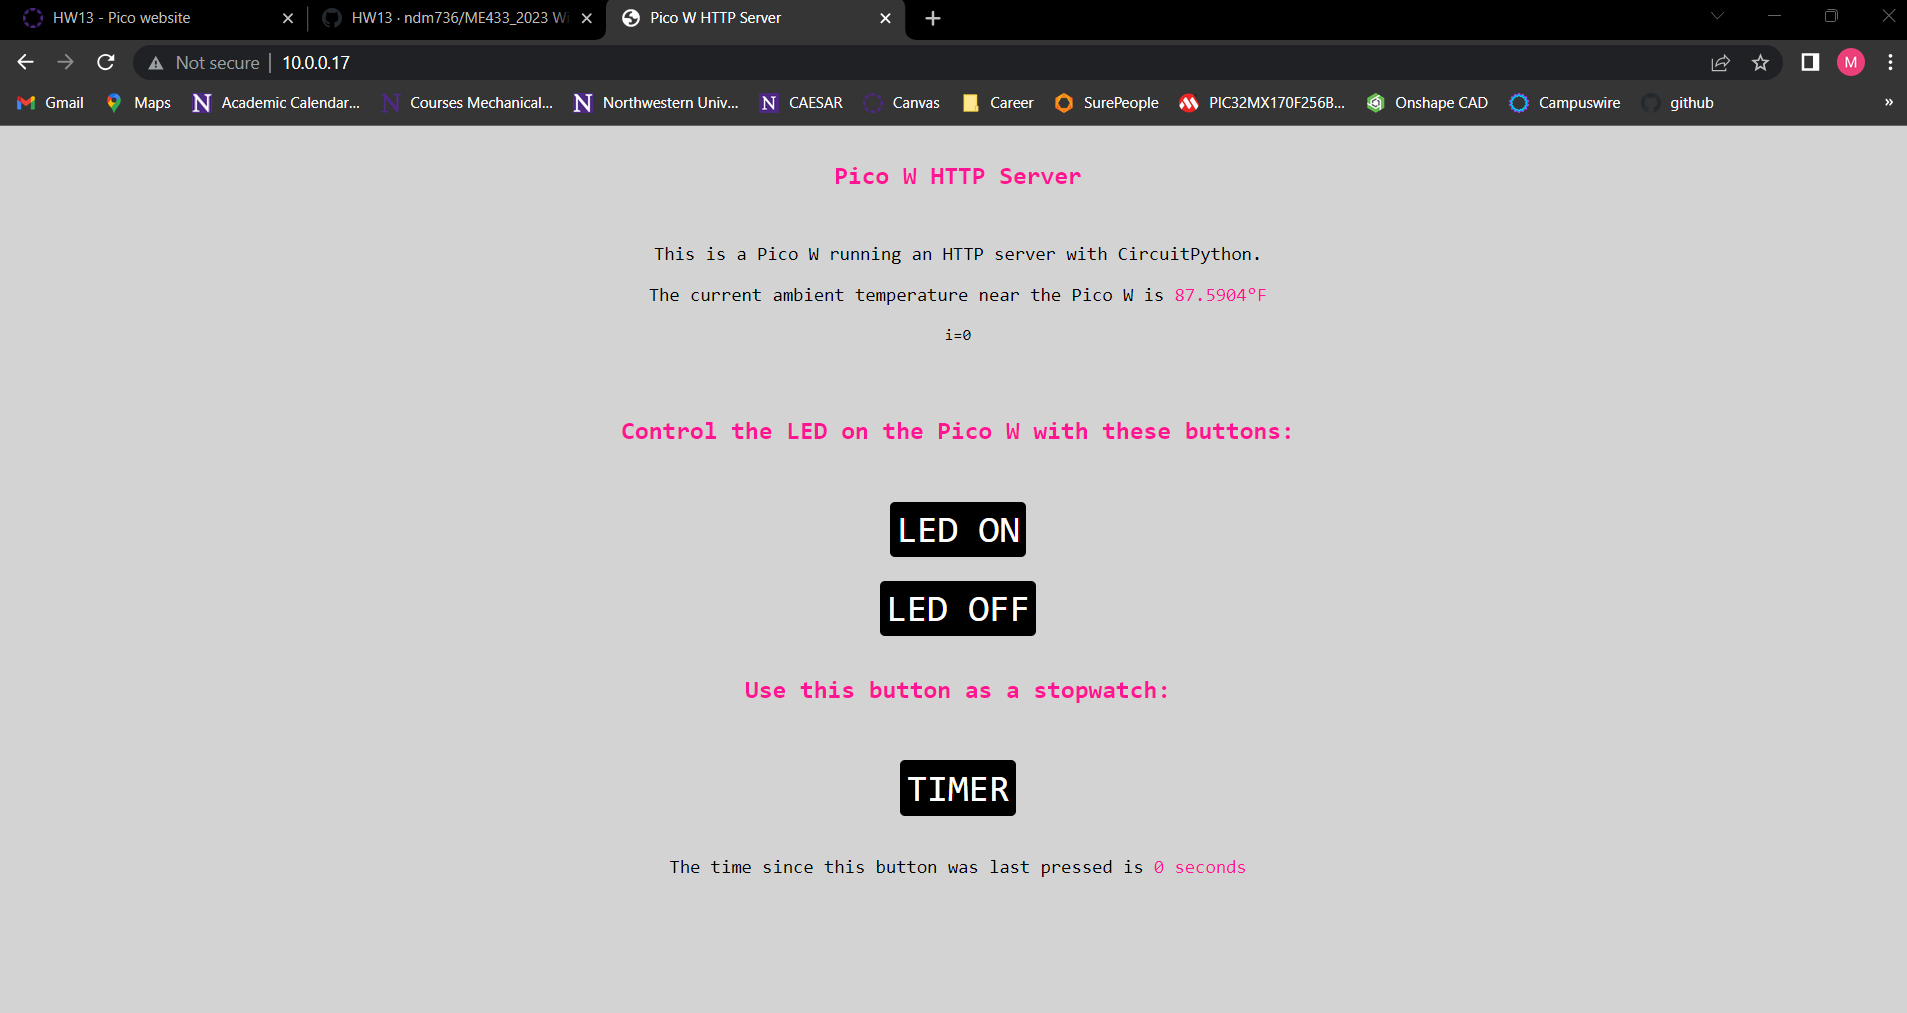 HW13 - Pico website
HW13 · ndm736/ME433_2023 Wi
Pico W HTTP Server
Not secure | 10.0.0.17
M
Gmail
Maps
Academic Calendar...
Courses Mechanical...
Northwestern Univ...
CAESAR
Canvas
Career
SurePeople
PIC32MX170F256B...
Onshape CAD
Campuswire
github
»
Pico W HTTP Server
This is a Pico W running an HTTP server with CircuitPython.
The current ambient temperature near the Pico W is 87.5904°F
i=0
Control the LED on the Pico W with these buttons:
LED ON
LED OFF
Use this button as a stopwatch:
TIMER
The time since this button was last pressed is 0 seconds